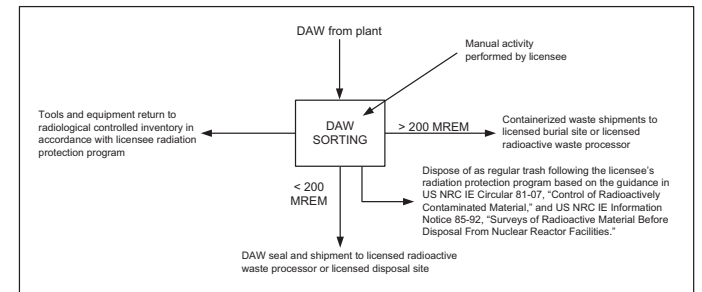 DAW from plant
Manual activity
performed by licensee
Tools and equipment return to
radiological controlled inventory in
accordance with licensee radiation
protection program
DAW
SORTING
> 200 MREM
Containerized waste shipments to
licensed burial site or licensed
radioactive waste processor
< 200
MREM
Dispose of as regular trash following the licensee's
radiation protection program based on the guidance in
US NRC IE Circular 81-07, “Control of Radioactively
Contaminated Material,” and US NRC IE Information
Notice 85-92, “Surveys of Radioactive Material Before
Disposal From Nuclear Reactor Facilities.”
DAW seal and shipment to licensed radioactive
waste processor or licensed disposal site